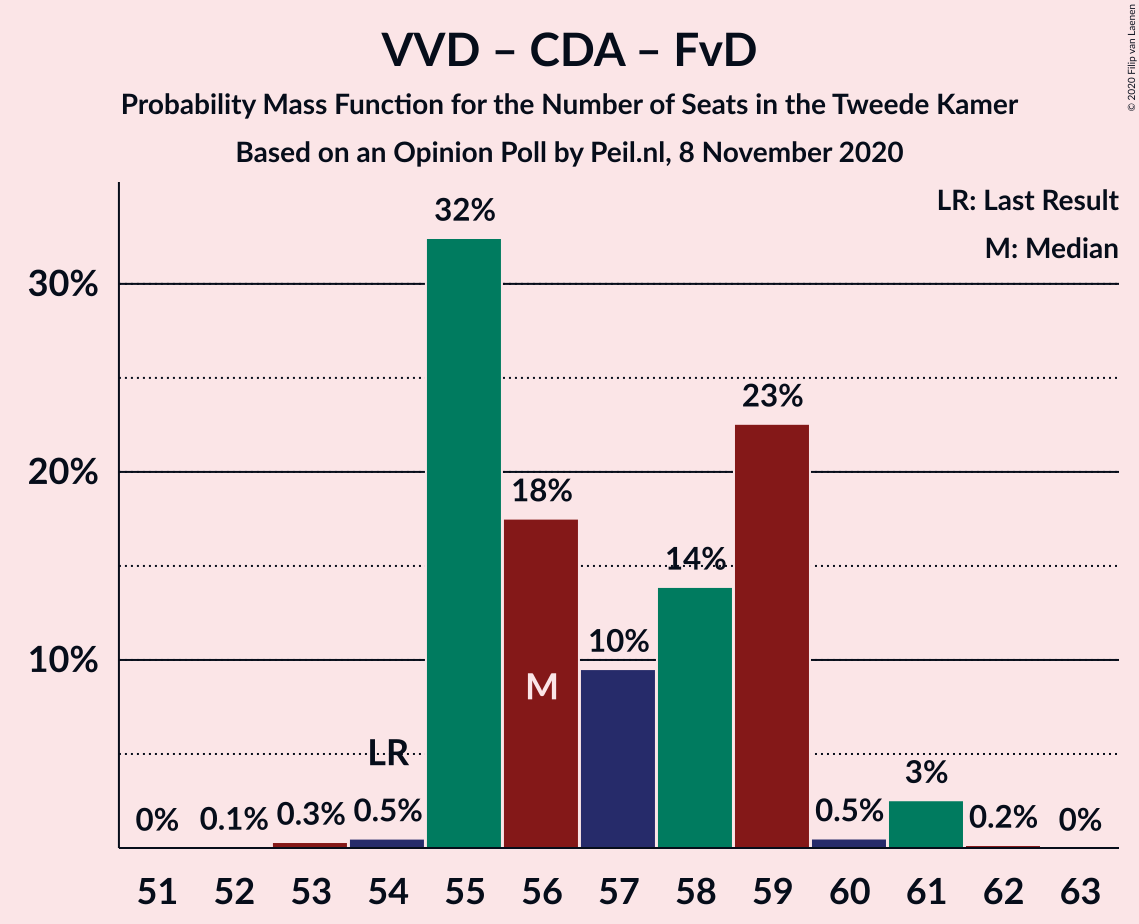 VVD – CDA – FvD
Probability Mass Function for the Number of Seats in the Tweede Kamer
Based on an Opinion Poll by Peil.nl, 8 November 2020
© 2020 Filip van Laenen
LR: Last Result
M: Median
30%
20%
10%
0%
0.1%
0.3%
0.5%
LR
32%
18%
M
10%
14%
23%
0.5%
3%
0.2%
0%
51 52 53 54 55 56 57 58 59 60 61 62 63